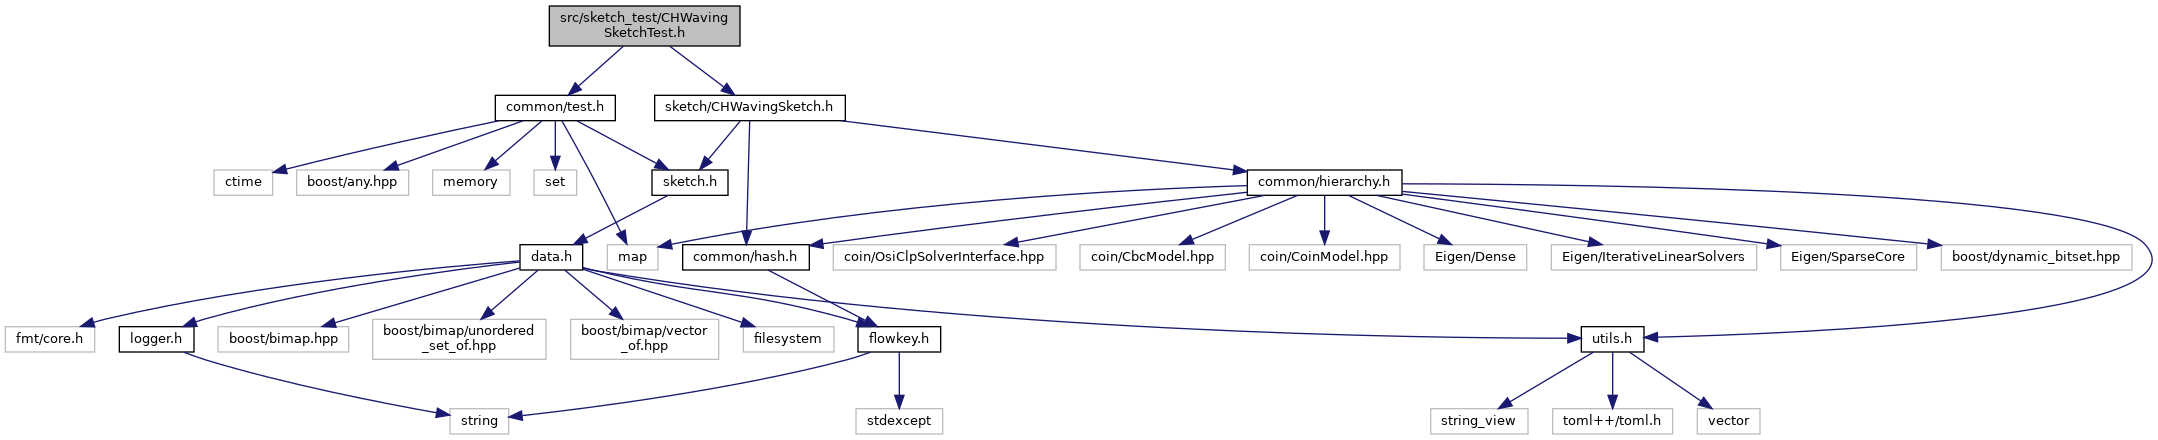 src/sketch_test/CHWaving
SketchTest.h
common/test.h
sketch/CHWavingSketch.h
ctime
boost/any.hpp
memory
set
sketch.h
common/hierarchy.h
data.h
map
common/hash.h
coin/OsiClpSolverInterface.hpp
coin/CbcModel.hpp
coin/CoinModel.hpp
Eigen/Dense
Eigen/IterativeLinearSolvers
Eigen/SparseCore
boost/dynamic_bitset.hpp
fmt/core.h
logger.h
boost/bimap.hpp
boost/bimap/unordered
_set_of.hpp
boost/bimap/vector
_of.hpp
filesystem
flowkey.h
utils.h
string
stdexcept
string_view
toml++/toml.h
vector